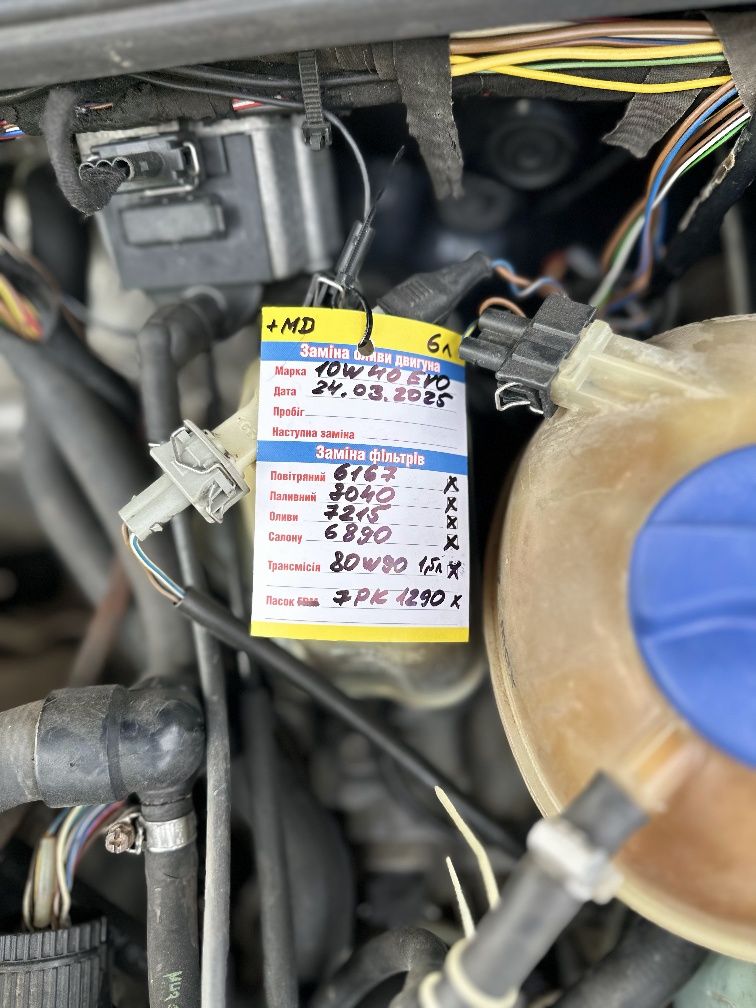 +MD 6л
Заміна оливи двигуна
Марка 10W40 EVO
Дата 24.03.2025
Пробіг
Наступна заміна
Заміна фільтрів
Повітряний 6167 x
Паливний 7040 x
Оливи 7215 x
Салону 6890 x
Трансмісія 80W90 1,5л x
Пасок ГРМ 7PK 1290 x